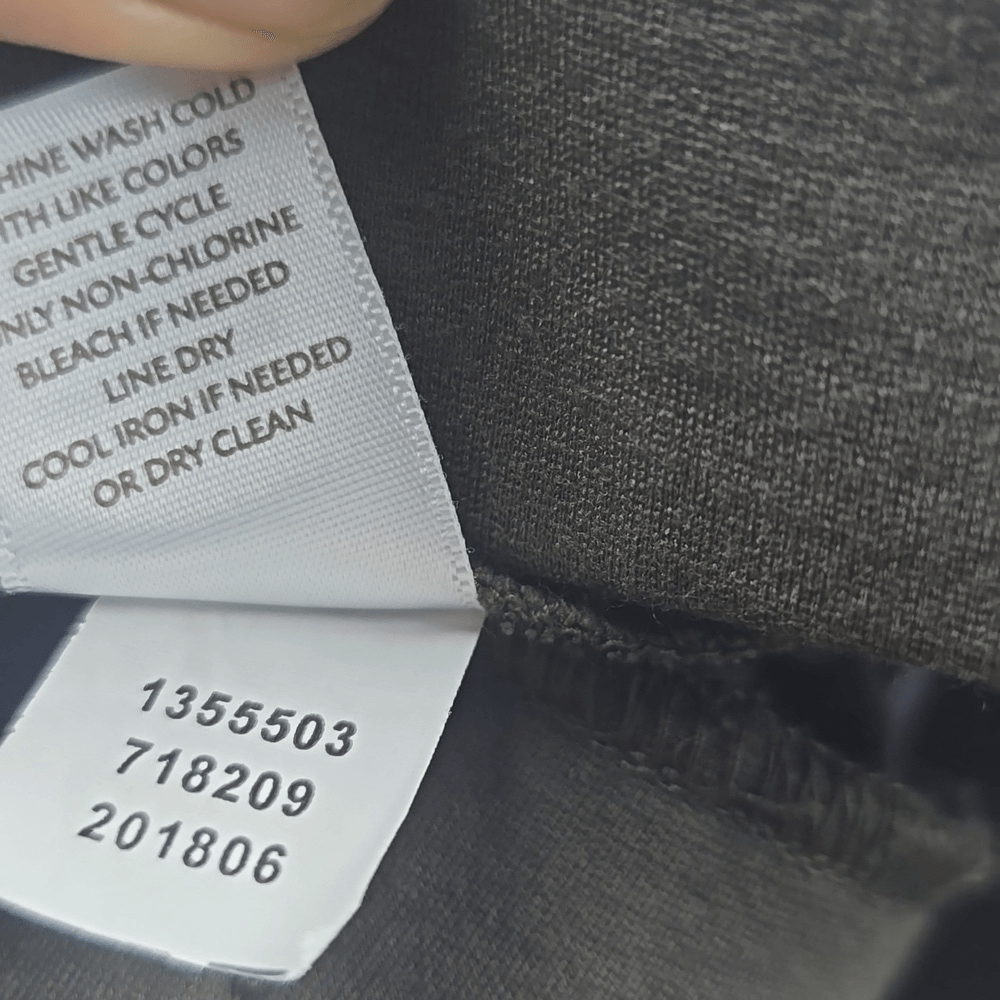 HINE WASH COLD
ITH LIKE COLORS
GENTLE CYCLE
NLY NON-CHLORINE
BLEACH IF NEEDED
LINE DRY
COOL IRON IF NEEDED
OR DRY CLEAN
1355503
718209
201806